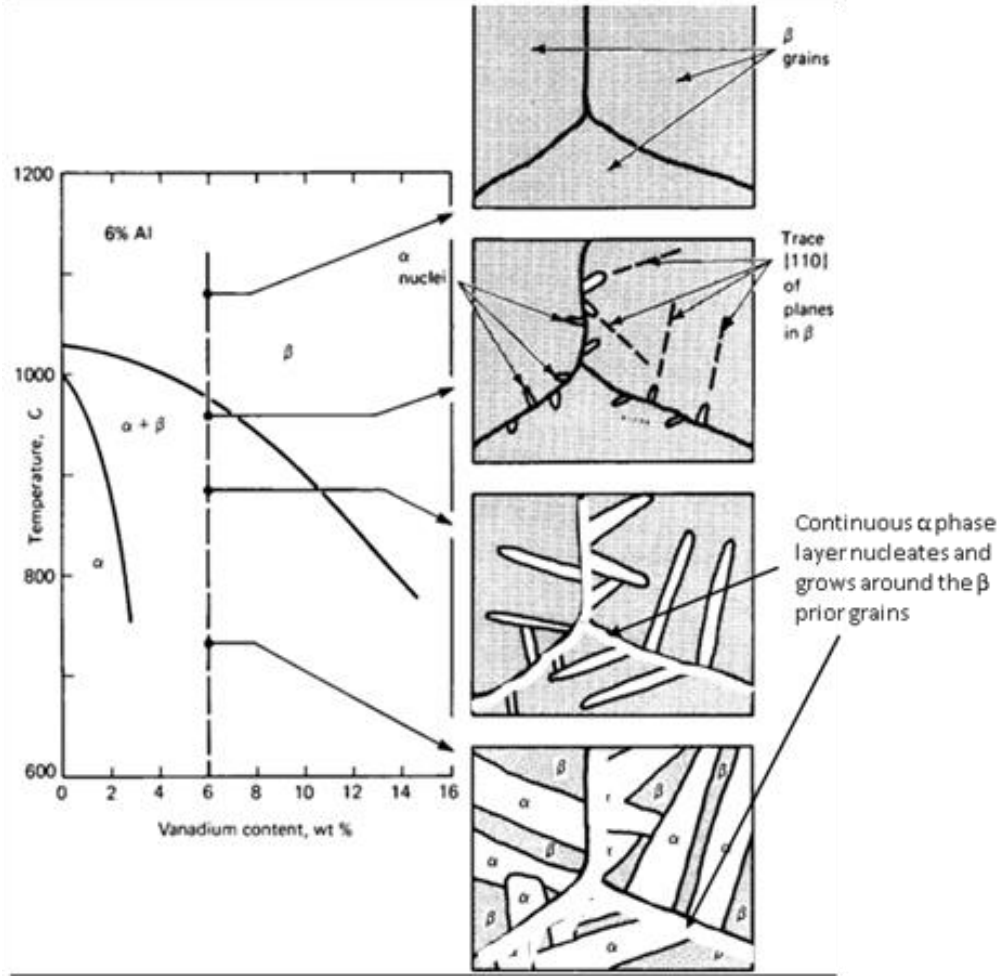 β
grains
1200
6% Al
α
nuclei
Trace
|110|
of
planes
in β
β
1000
α + β
Temperature, C
α
800
Continuous α phase
layer nucleates and
grows around the β
prior grains
600
0 2 4 6 8 10 12 14 16
Vanadium content, wt %
β
β
β
α
α
α
β
α
α
β
β
α